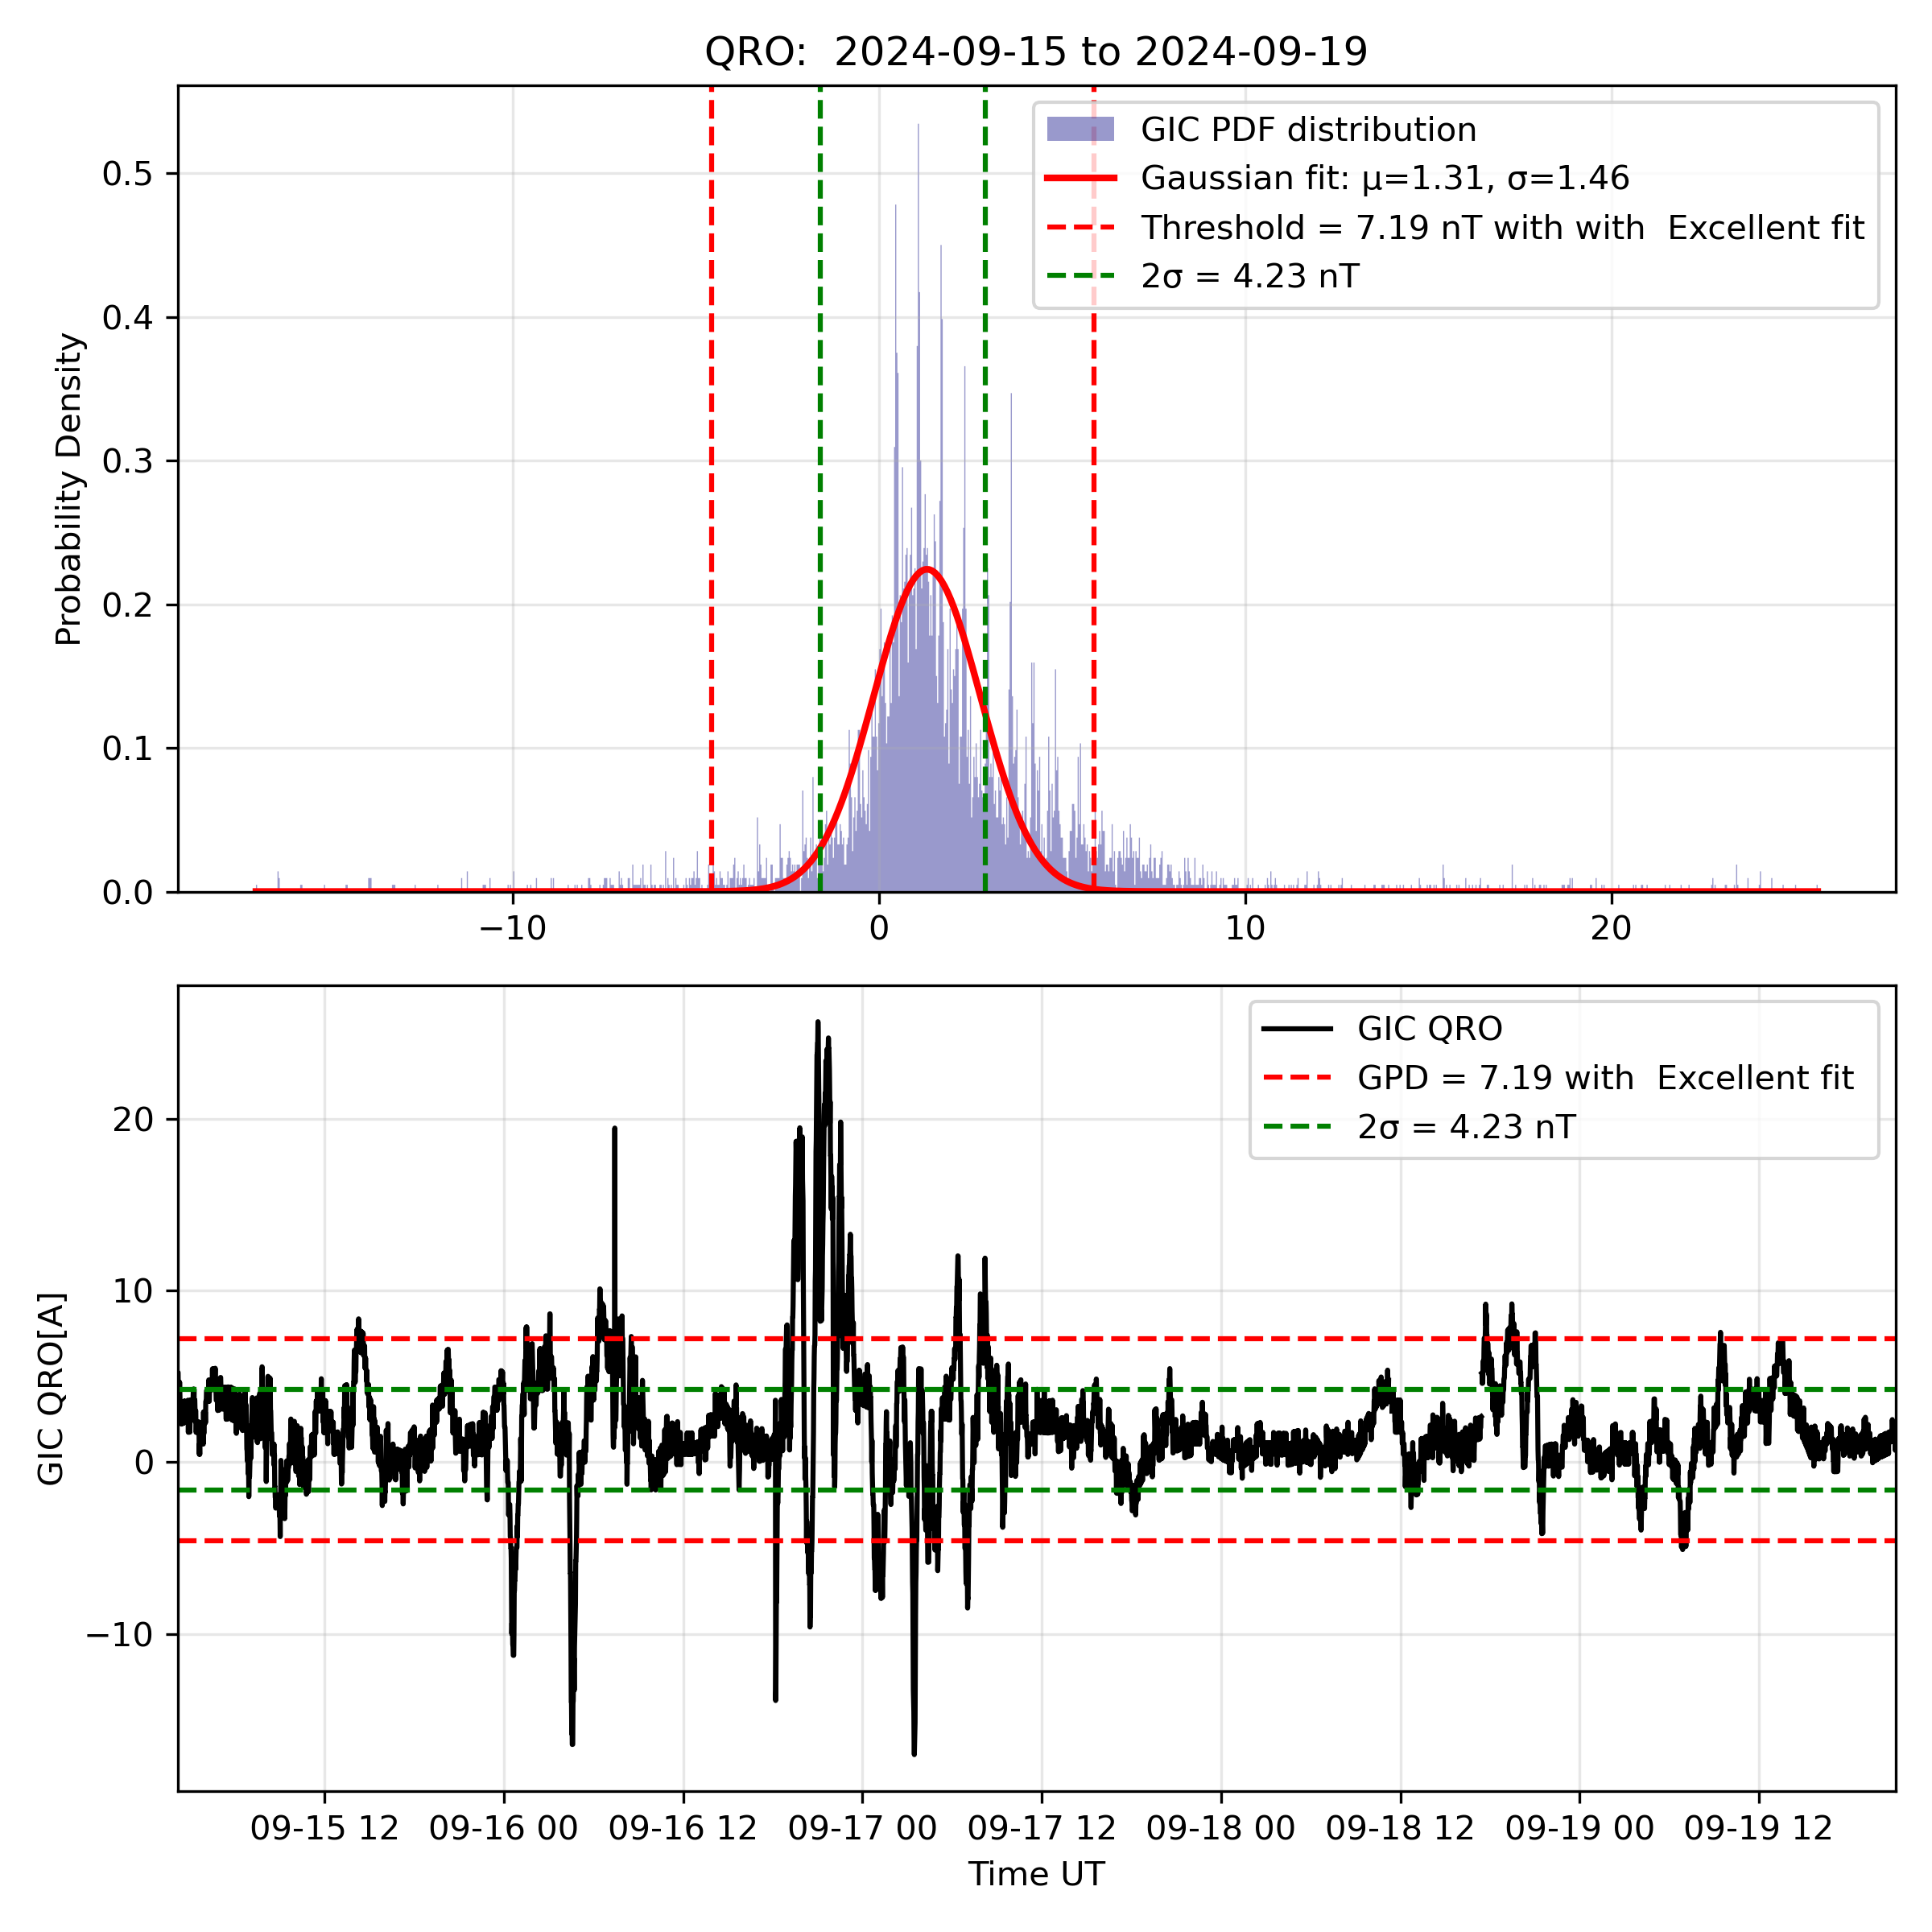 QRO:  2024-09-15 to 2024-09-19
GIC PDF distribution
Gaussian fit: μ=1.31, σ=1.46
Threshold = 7.19 nT with with  Excellent fit
2σ = 4.23 nT
Probability Density
0.5
0.4
0.3
0.2
0.1
0.0
−10
0
10
20
GIC QRO
GPD = 7.19 with  Excellent fit
2σ = 4.23 nT
GIC QRO[A]
20
10
0
−10
09-15 12
09-16 00
09-16 12
09-17 00
09-17 12
09-18 00
09-18 12
09-19 00
09-19 12
Time UT